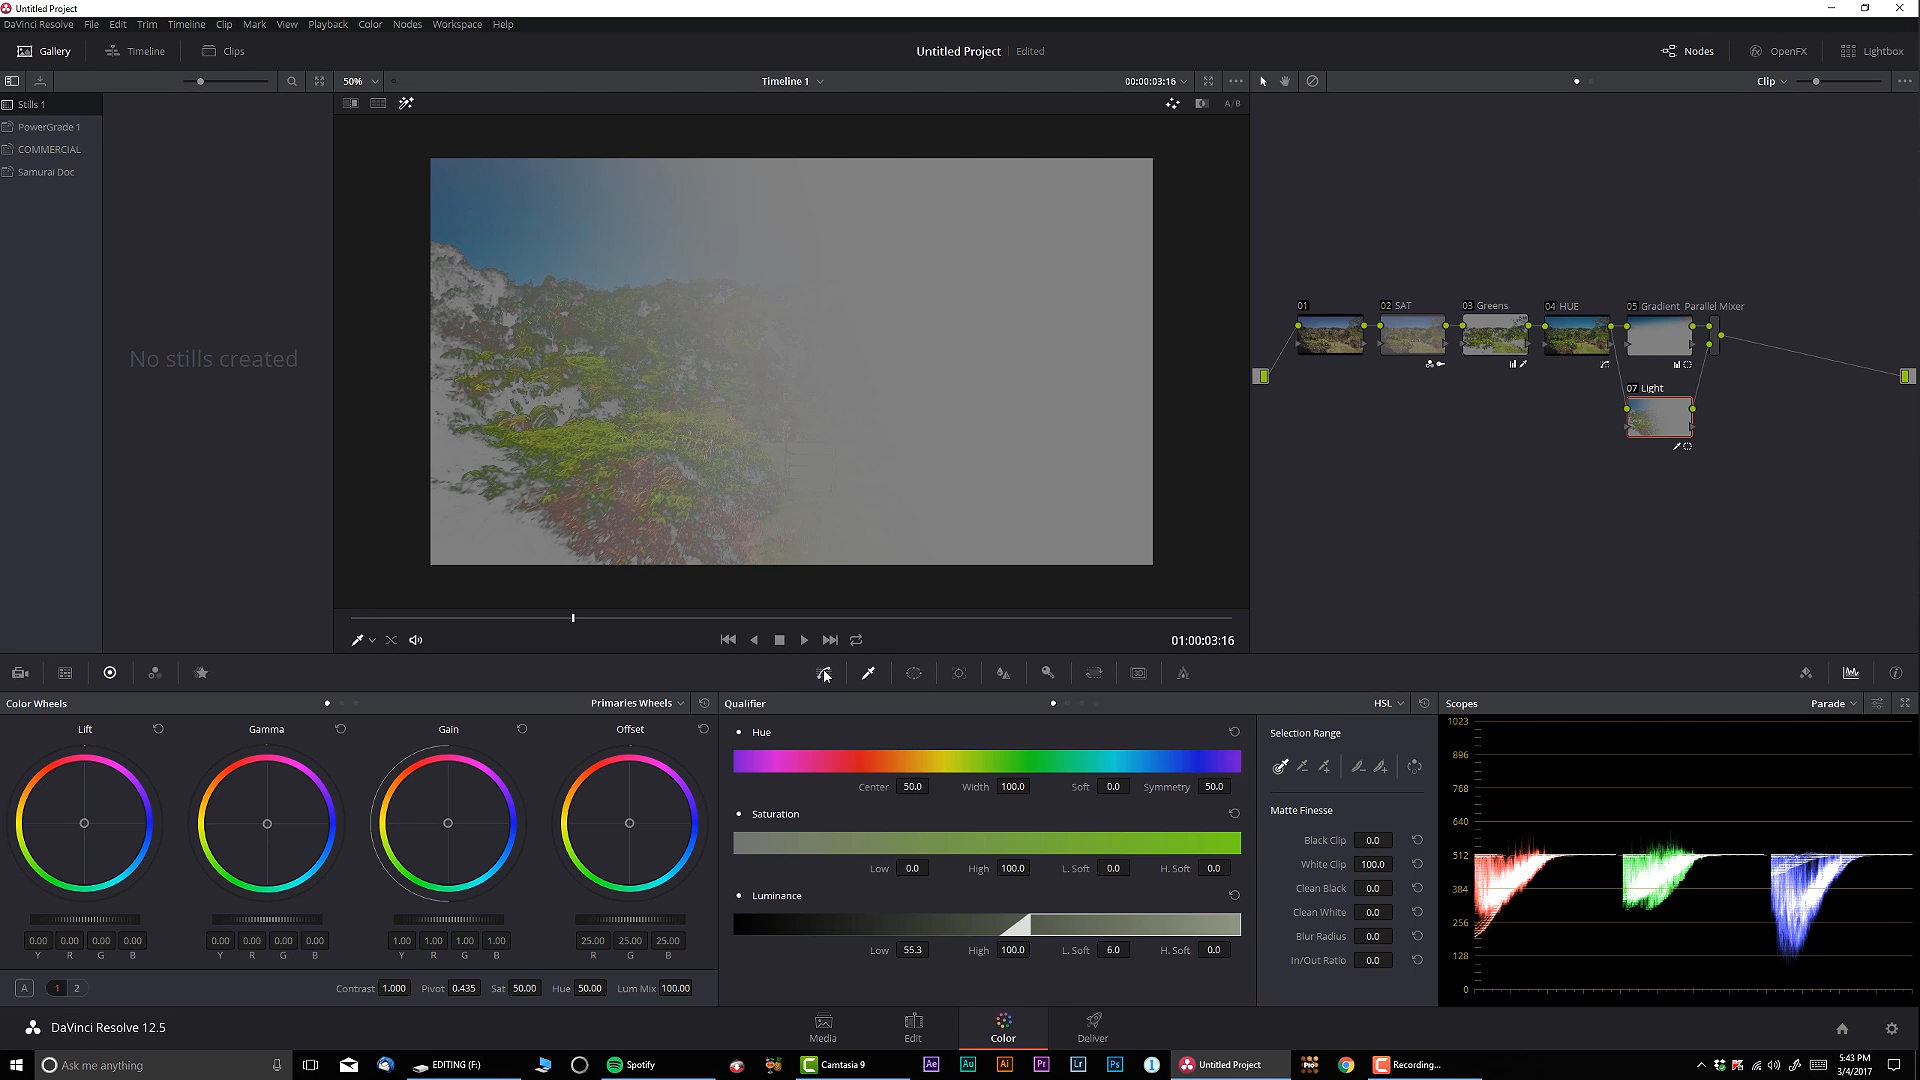 Untitled Project
DaVinci Resolve File Edit Trim Timeline Clip Mark View Playback Color Nodes Workspace Help
Gallery Timeline Clips Untitled Project Edited Nodes OpenFX Lightbox
50% Timeline 1 00:00:03:16 Clip
Stills 1
A/B
PowerGrade 1
COMMERCIAL
Samurai Doc
No stills created
01 02 SAT 03 Greens 04 HUE 05 Gradient Parallel Mixer
07 Light
01:00:03:16
3D
Color Wheels Primaries Wheels Qualifier HSL Scopes Parade
Lift Gamma Gain Offset
Hue
Center 50.0 Width 100.0 Soft 0.0 Symmetry 50.0
Saturation
Low 0.0 High 100.0 L. Soft 0.0 H. Soft 0.0
Luminance
Low 55.3 High 100.0 L. Soft 6.0 H. Soft 0.0
Selection Range
Matte Finesse
Black Clip 0.0
White Clip 100.0
Clean Black 0.0
Clean White 0.0
Blur Radius 0.0
In/Out Ratio 0.0
1023
896
768
640
512
384
256
128
0
0.00 0.00 0.00 0.00 0.00 0.00 0.00 0.00 1.00 1.00 1.00 1.00 25.00 25.00 25.00
Y R G B Y R G B Y R G B R G B
A 1 2 Contrast 1.000 Pivot 0.435 Sat 50.00 Hue 50.00 Lum Mix 100.00
DaVinci Resolve 12.5 Media Edit Color Deliver
Ask me anything EDITING (F:) Spotify Camtasia 9 Ae Au Ai Pr Lr Ps Untitled Project Recording... 5:43 PM
3/4/2017